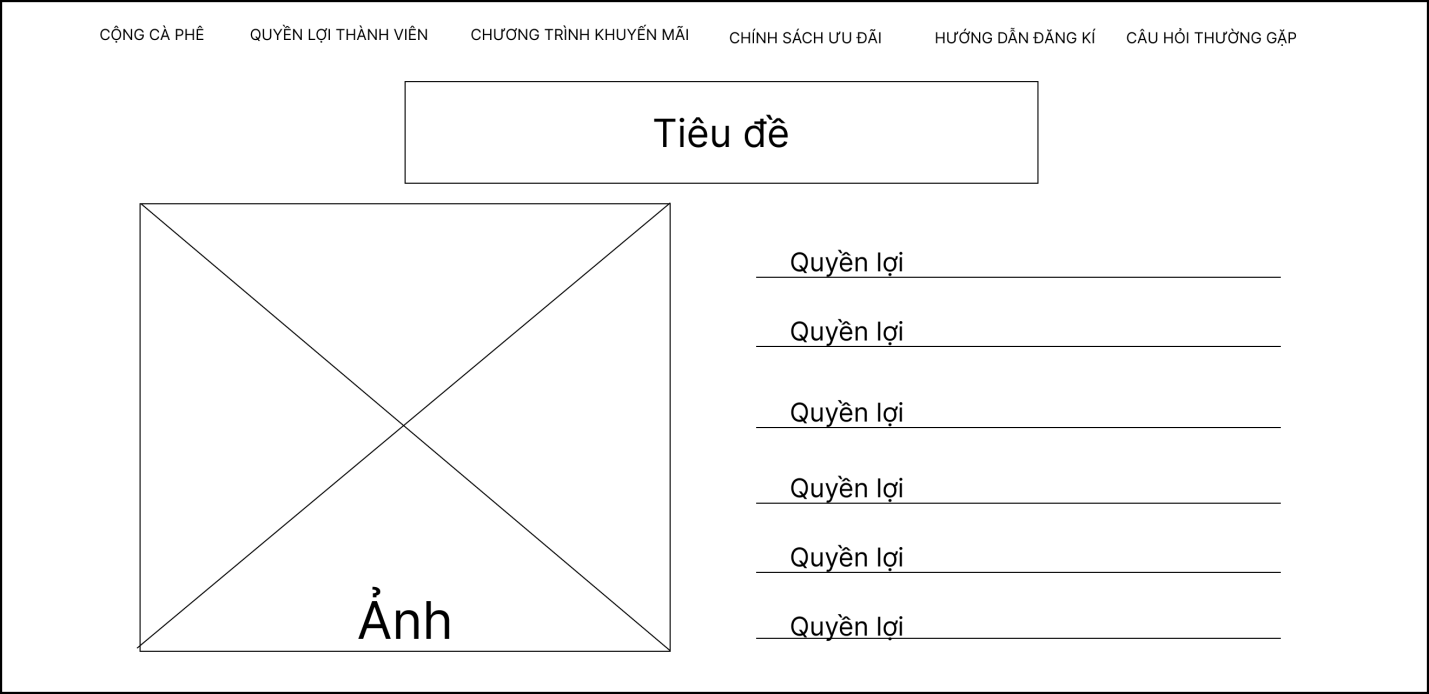 CỘNG CÀ PHÊ
QUYỀN LỢI THÀNH VIÊN
CHƯƠNG TRÌNH KHUYẾN MÃI
CHÍNH SÁCH ƯU ĐÃI
HƯỚNG DẪN ĐĂNG KÍ
CÂU HỎI THƯỜNG GẶP
Tiêu đề
Quyền lợi
Quyền lợi
Quyền lợi
Quyền lợi
Quyền lợi
Quyền lợi
Ảnh